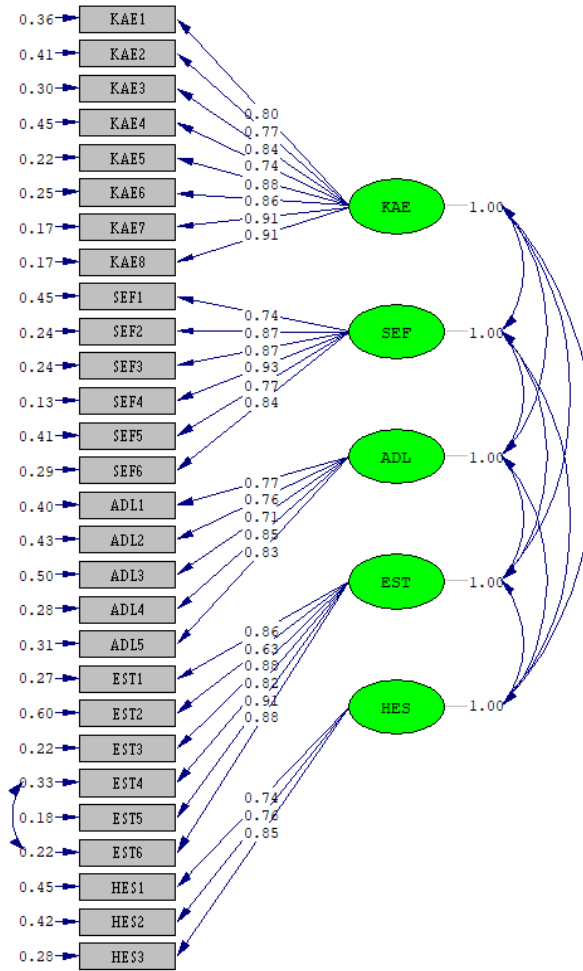 0.36 KAE1
0.41 KAE2
0.30 KAE3
0.80
0.45 KAE4
0.77
0.84
0.22 KAE5
0.74
0.88
0.25 KAE6
0.86
KAE 1.00
0.17 KAE7
0.91
0.17 KAE8
0.91
0.45 SEF1
0.74
0.24 SEF2
0.87
SEF 1.00
0.87
0.24 SEF3
0.93
0.13 SEF4
0.77
0.84
0.41 SEF5
0.29 SEF6
ADL 1.00
0.40 ADL1
0.77
0.76
0.43 ADL2
0.71
0.85
0.50 ADL3
0.83
0.28 ADL4
EST 1.00
0.31 ADL5
0.86
0.27 EST1
0.63
0.88
0.60 EST2
0.82
0.91
HES 1.00
0.88
0.22 EST3
0.33 EST4
0.74
0.18 EST5
0.76
0.85
0.22 EST6
0.45 HES1
0.42 HES2
0.28 HES3